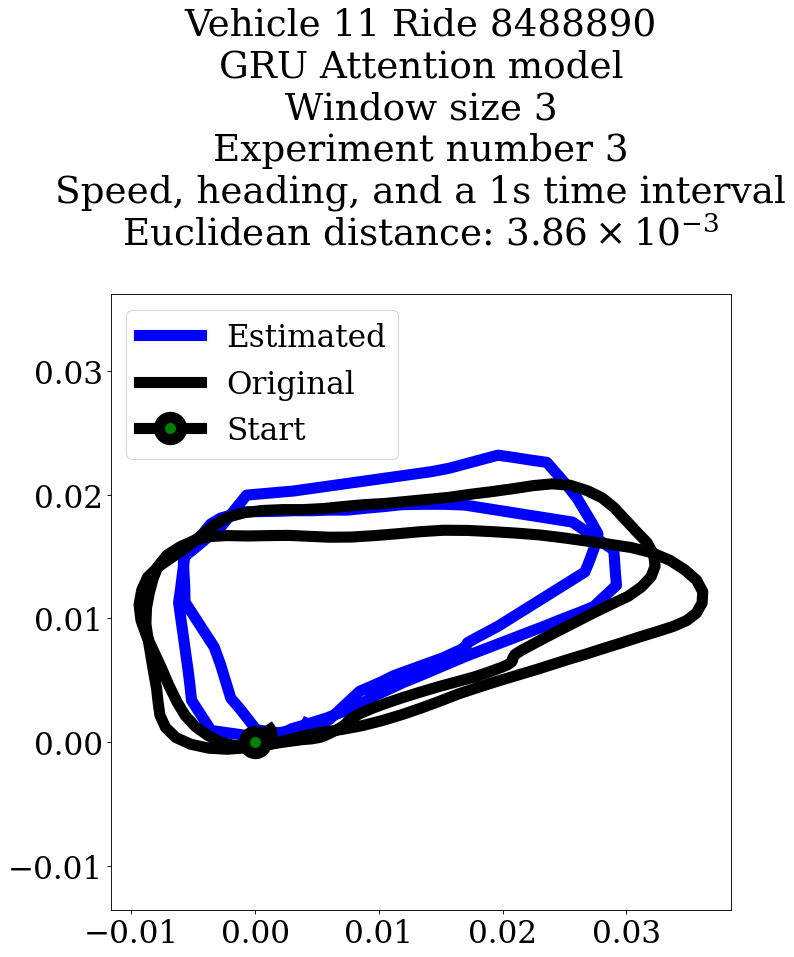 Vehicle 11 Ride 8488890
GRU Attention model
Window size 3
Experiment number 3
Speed, heading, and a 1s time interval
Euclidean distance: 3.86 × 10⁻³
Estimated
Original
Start
0.03
0.02
0.01
0.00
−0.01
−0.01 0.00 0.01 0.02 0.03